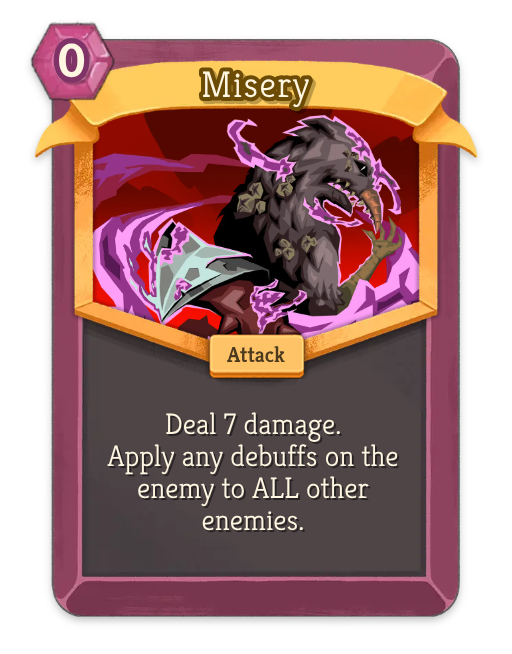 0
Misery
Attack
Deal 7 damage.
Apply any debuffs on the
enemy to ALL other
enemies.